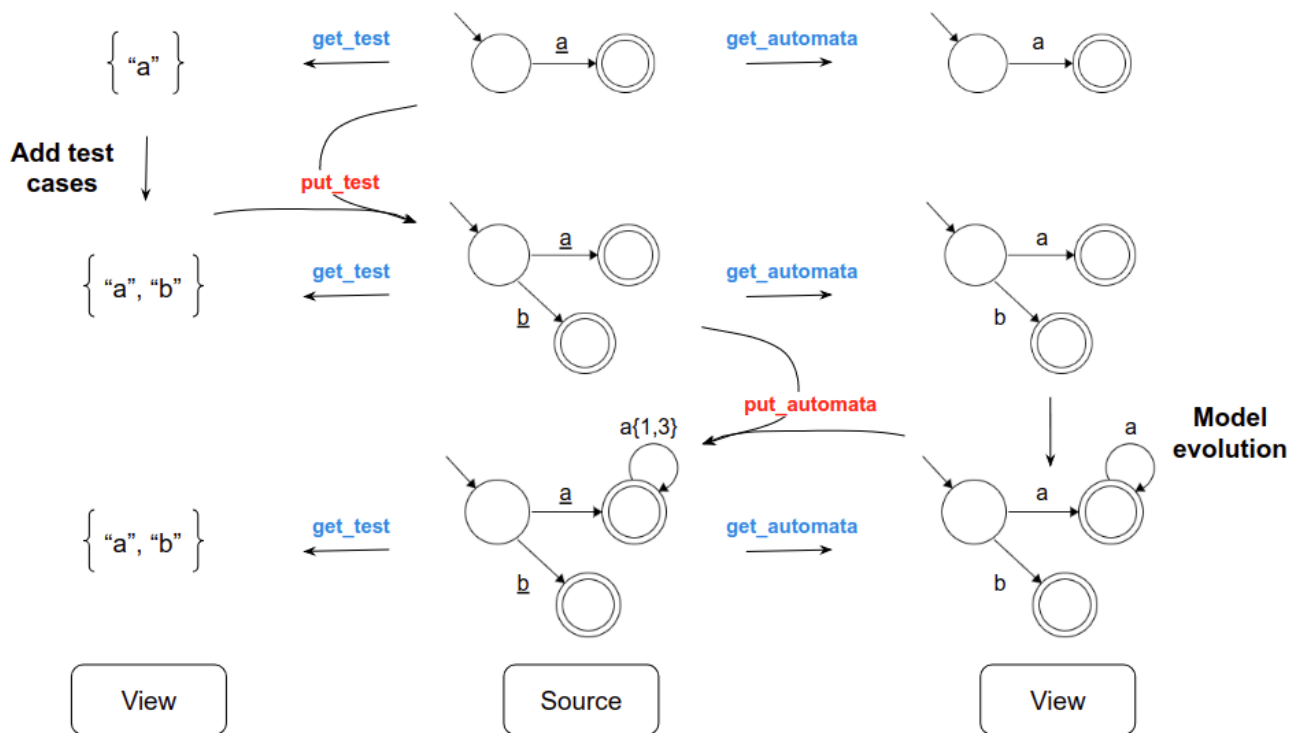 { “a” }
get_test
a
get_automata
a
Add test
cases
put_test
{ “a”, “b” }
get_test
a
b
get_automata
a
b
put_automata
Model
evolution
a{1,3}
a
{ “a”, “b” }
get_test
a
b
get_automata
a
b
View
Source
View